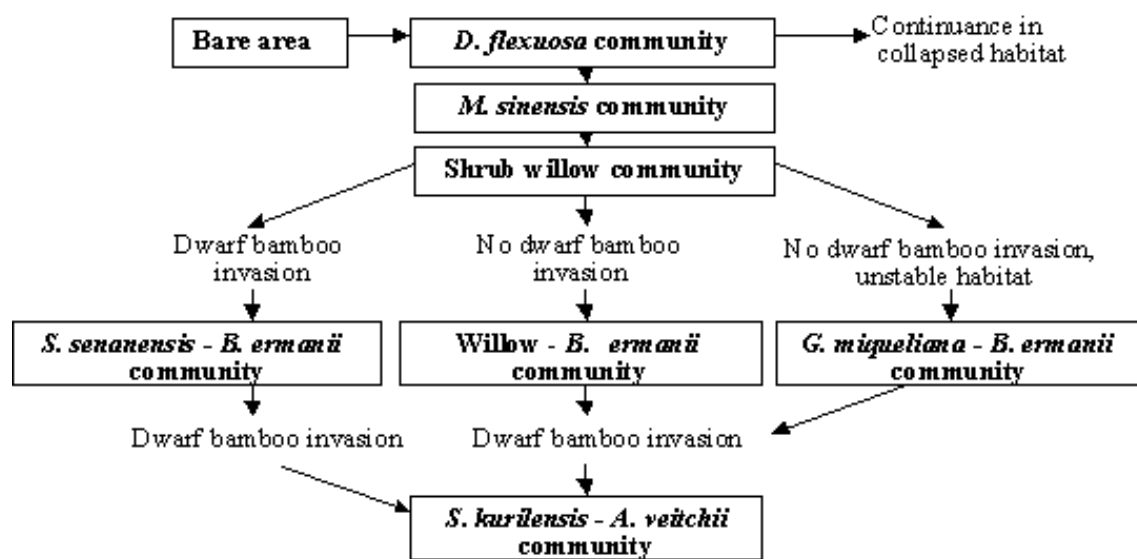 Bare area
D. flexuosa community
Continuance in
collapsed habitat
M. sinensis community
Shrub willow community
Dwarf bamboo
invasion
No dwarf bamboo
invasion
No dwarf bamboo invasion,
unstable habitat
S. senanensis - B. ermanii
community
Willow - B. ermanii
community
G. miqueliana - B. ermanii
community
Dwarf bamboo invasion
Dwarf bamboo invasion
S. kurilensis - A. veitchii
community